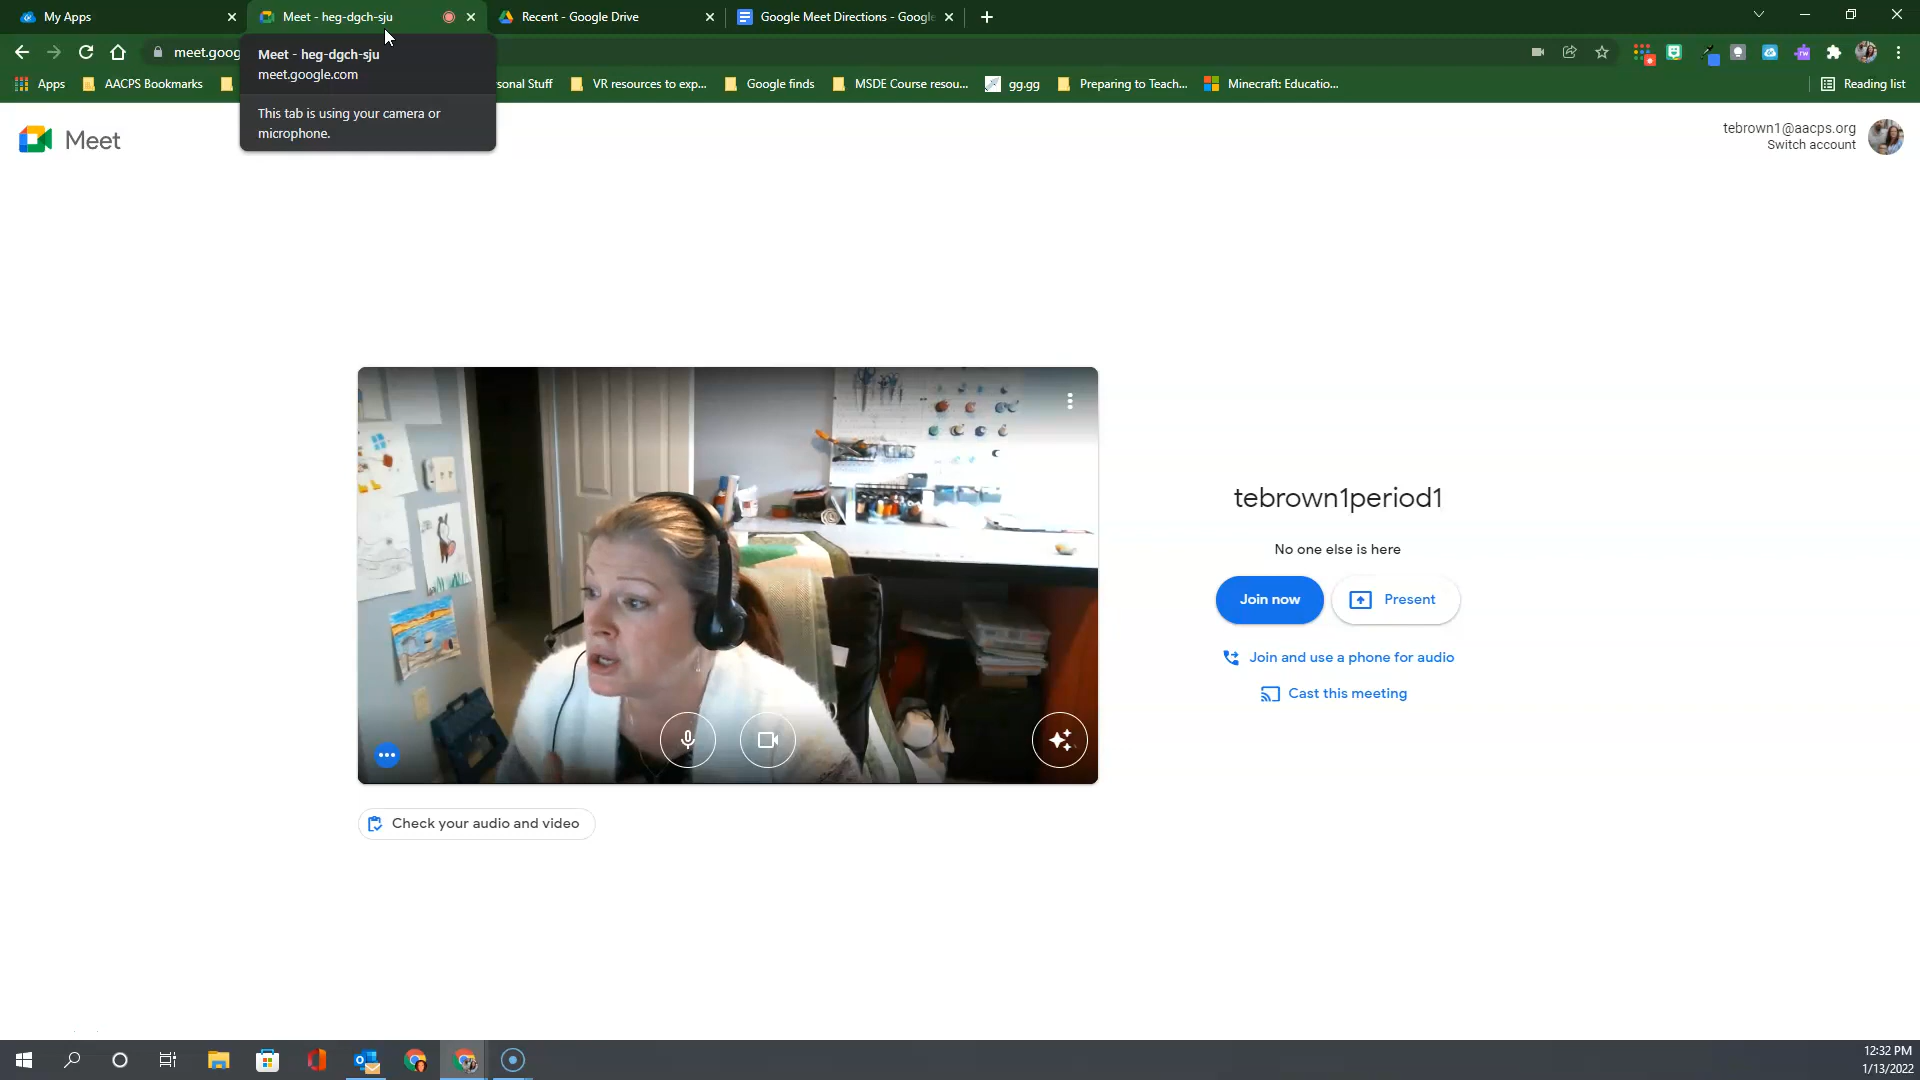 My Apps
Meet - heg-dgch-sju
Recent - Google Drive
Google Meet Directions - Google
meet.goog
Meet - heg-dgch-sju
meet.google.com
This tab is using your camera or
microphone.
Apps
AACPS Bookmarks
sonal Stuff
VR resources to exp...
Google finds
MSDE Course resou...
gg.gg
Preparing to Teach...
Minecraft: Educatio...
Reading list
Meet
tebrown1@aacps.org
Switch account
tebrown1period1
No one else is here
Join now
Present
Join and use a phone for audio
Cast this meeting
Check your audio and video
12:32 PM
1/13/2022